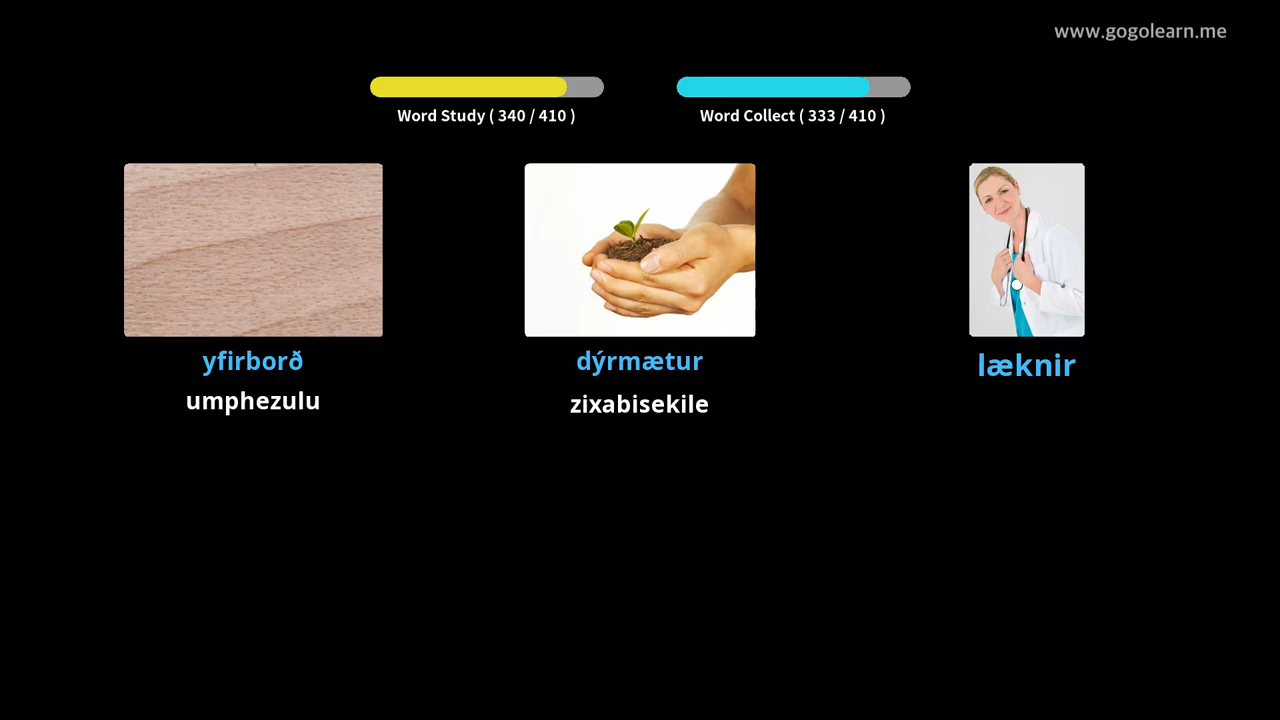 www.gogolearn.me
Word Study ( 340 / 410 )
Word Collect ( 333 / 410 )
yfirborð
umphezulu
dýrmætur
zixabisekile
læknir